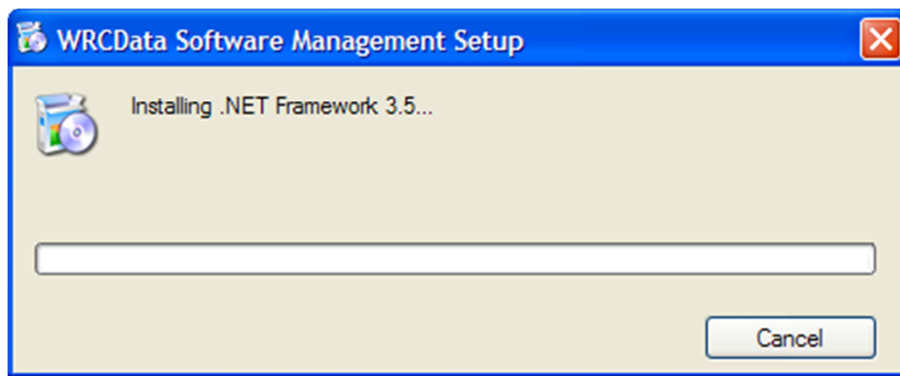 WRCData Software Management Setup
Installing .NET Framework 3.5...
Cancel